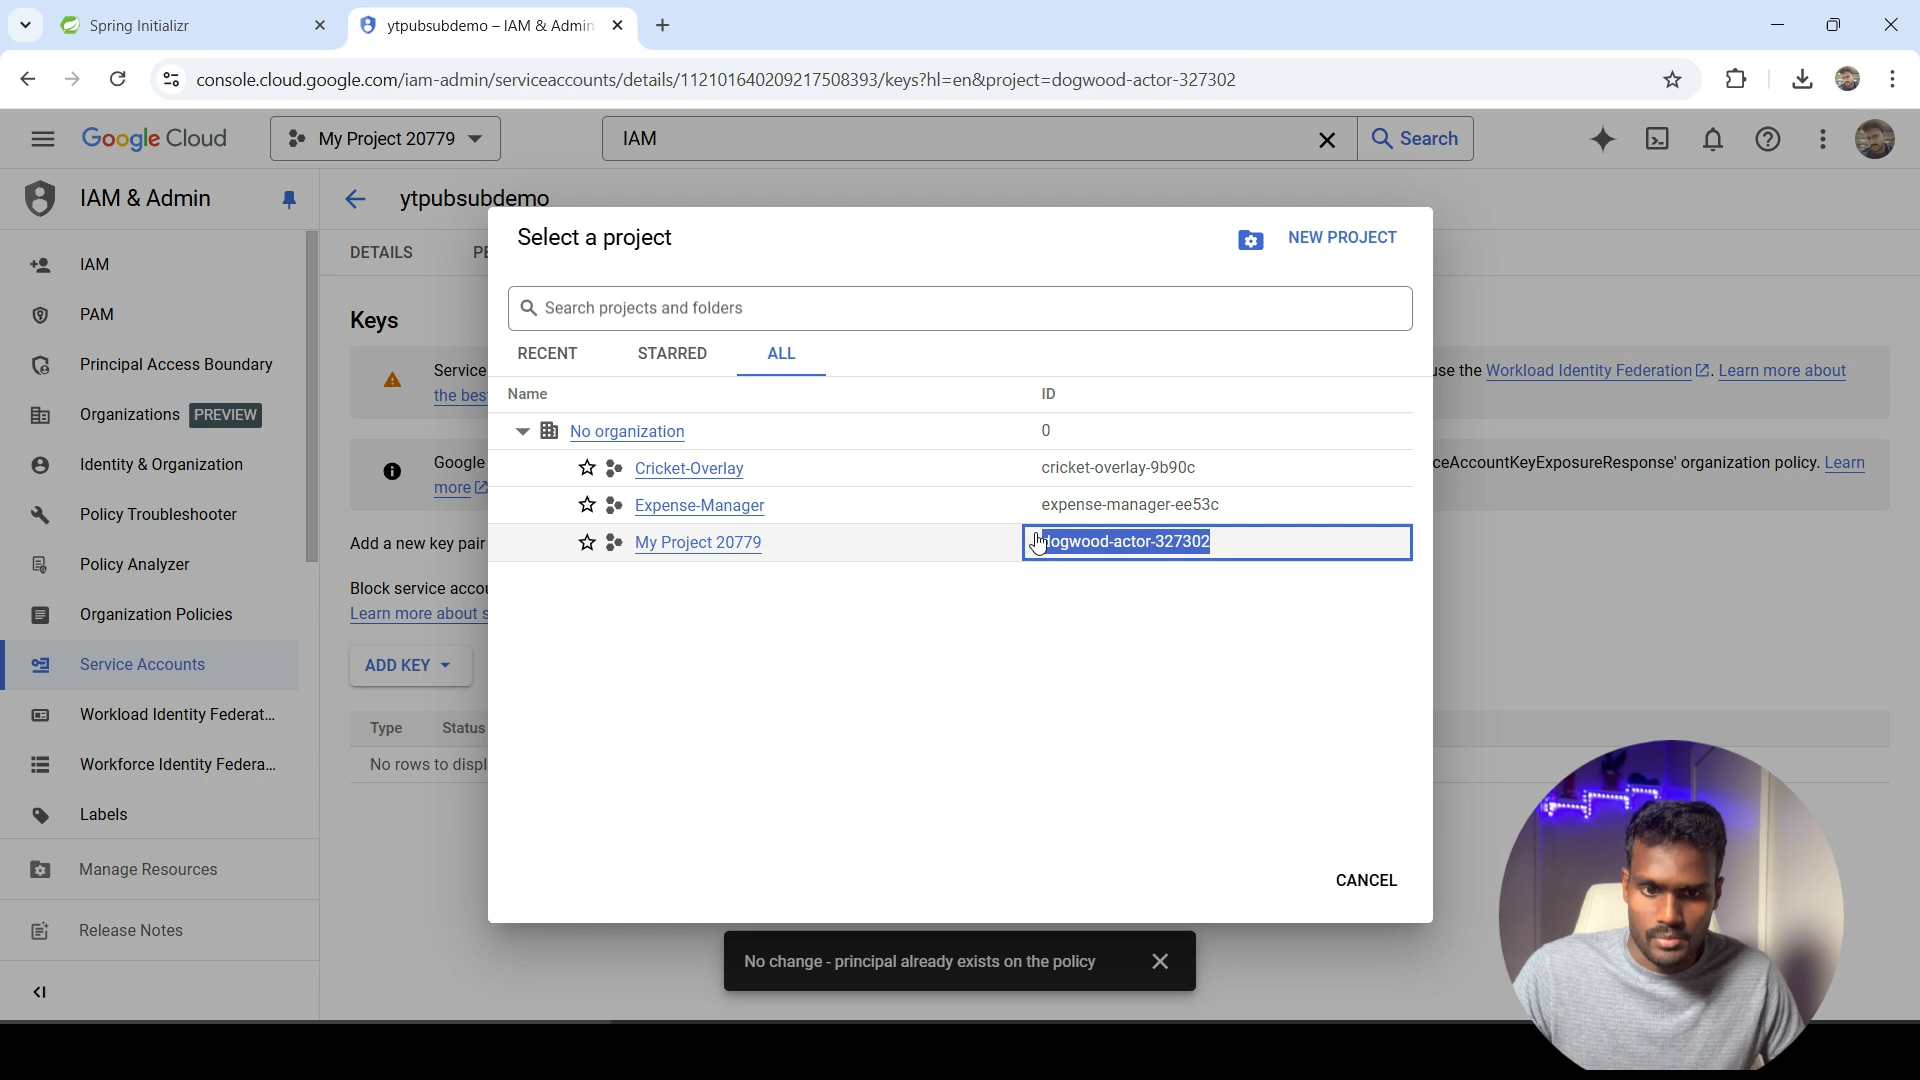 Spring Initializr
ytpubsubdemo – IAM & Admin
console.cloud.google.com/iam-admin/serviceaccounts/details/112101640209217508393/keys?hl=en&project=dogwood-actor-327302
Google Cloud
My Project 20779
IAM
Search
IAM & Admin
ytpubsubdemo
IAM
PAM
Principal Access Boundary
Organizations PREVIEW
Identity & Organization
Policy Troubleshooter
Policy Analyzer
Organization Policies
Service Accounts
Workload Identity Federat...
Workforce Identity Federa...
Labels
Manage Resources
Release Notes
DETAILS
PE
Keys
Service
the bes
use the Workload Identity Federation. Learn more about
Google
more
ceAccountKeyExposureResponse' organization policy. Learn
Add a new key pair
Block service accou
Learn more about s
ADD KEY
Type Status
No rows to displ
Select a project
NEW PROJECT
Search projects and folders
RECENT STARRED ALL
Name ID
No organization 0
Cricket-Overlay cricket-overlay-9b90c
Expense-Manager expense-manager-ee53c
My Project 20779 dogwood-actor-327302
CANCEL
No change - principal already exists on the policy